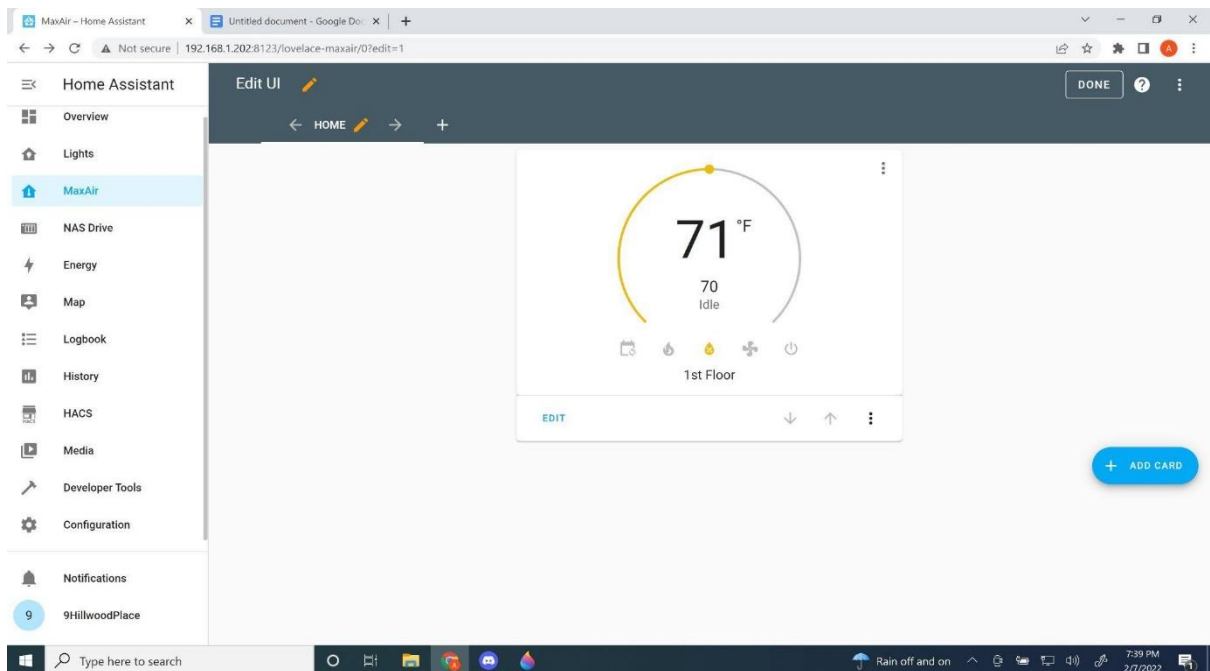 MaxAir – Home Assistant
Untitled document - Google Doc
Not secure | 192.168.1.202:8123/lovelace-maxair/0?edit=1
A
Home Assistant
Edit UI
DONE
HOME
Overview
Lights
MaxAir
NAS Drive
Energy
Map
Logbook
History
HACS
HACS
Media
Developer Tools
Configuration
Notifications
9
9HillwoodPlace
71 °F
70
Idle
1st Floor
EDIT
+ ADD CARD
Type here to search
Rain off and on
7:39 PM
2/7/2022
1